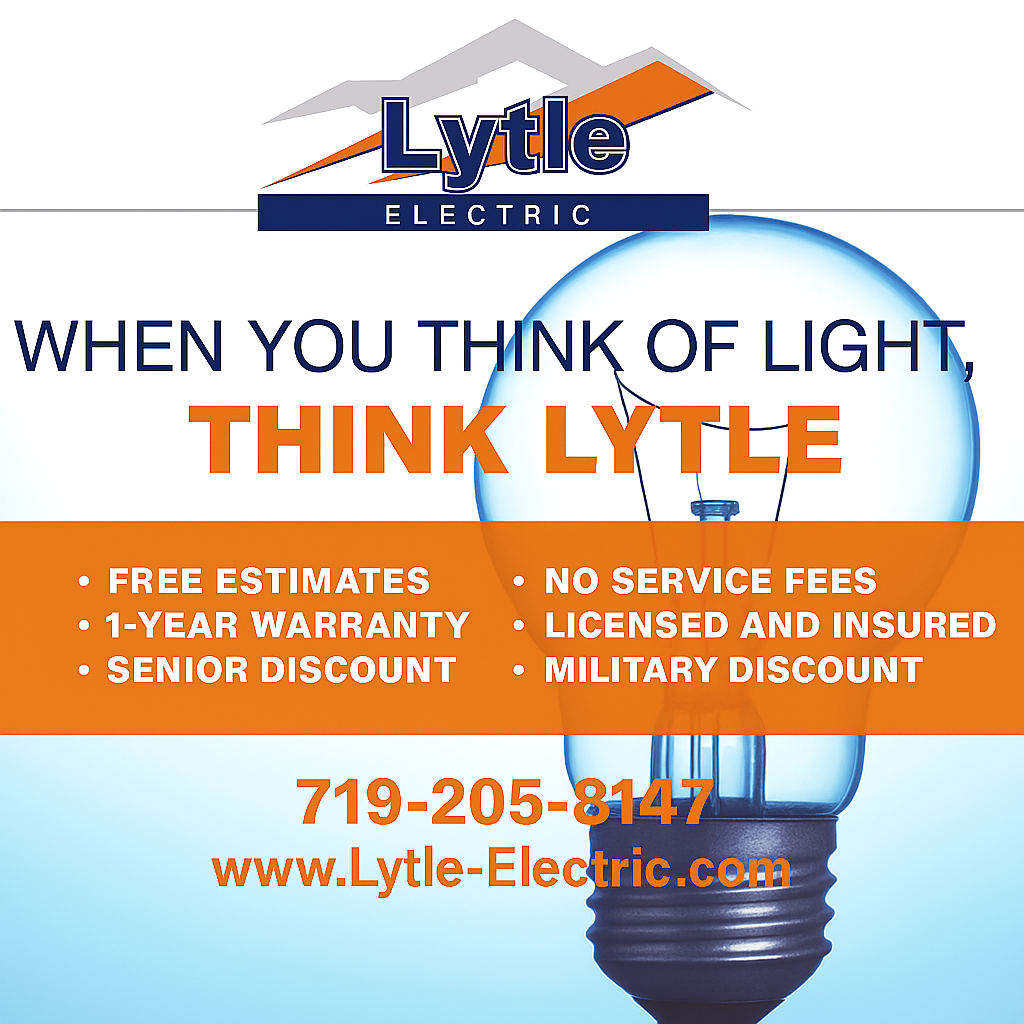 Lytle
ELECTRIC
WHEN YOU THINK OF LIGHT,
THINK LYTLE
• FREE ESTIMATES
• 1-YEAR WARRANTY
• SENIOR DISCOUNT
• NO SERVICE FEES
• LICENSED AND INSURED
• MILITARY DISCOUNT
719-205-8147
www.Lytle-Electric.com